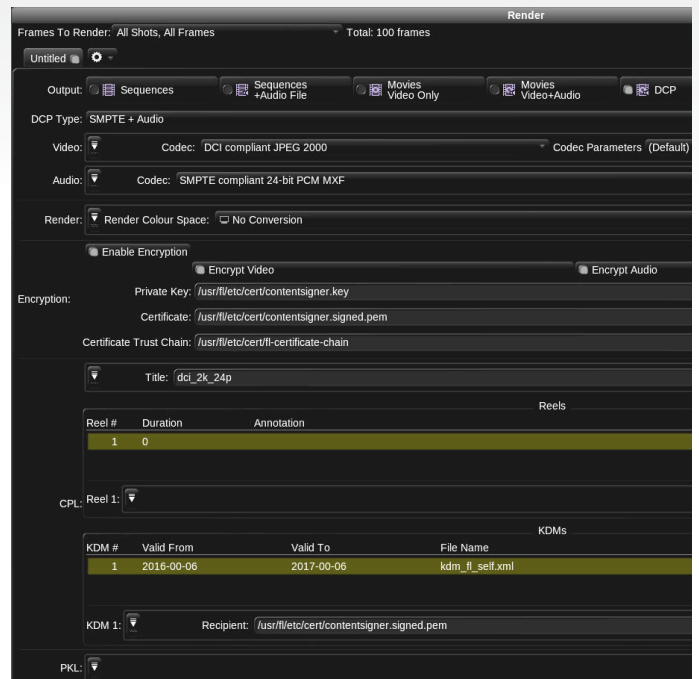 Render
Frames To Render: All Shots, All Frames Total: 100 frames
Untitled
Output: Sequences Sequences +Audio File Movies Video Only Movies Video+Audio DCP
DCP Type: SMPTE + Audio
Video: Codec: DCI compliant JPEG 2000 Codec Parameters (Default)
Audio: Codec: SMPTE compliant 24-bit PCM MXF
Render: Render Colour Space: No Conversion
Enable Encryption
Encrypt Video Encrypt Audio
Encryption:
Private Key: /usr/fl/etc/cert/contentsigner.key
Certificate: /usr/fl/etc/cert/contentsigner.signed.pem
Certificate Trust Chain: /usr/fl/etc/cert/fl-certificate-chain
Title: dci_2k_24p
Reels
Reel # Duration Annotation
1 0
CPL: Reel 1:
KDMs
KDM # Valid From Valid To File Name
1 2016-00-06 2017-00-06 kdm_fl_self.xml
KDM 1: Recipient: /usr/fl/etc/cert/contentsigner.signed.pem
PKL: